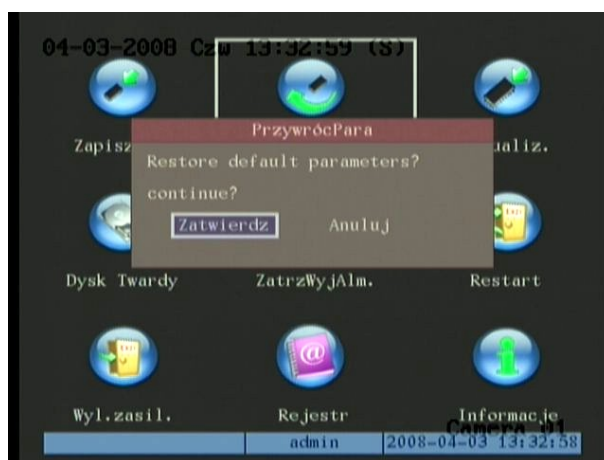 04-03-2008 Czw 13:32:59 (S)
Zapisz
ualiz.
PrzywrócPara
Restore default parameters?
continue?
Zatwierdz Anuluj
Dysk Twardy ZatrzWyjAlm. Restart
Wyl.zasil. Rejestr Informacje
Camera 01
admin 2008-04-03 13:32:58